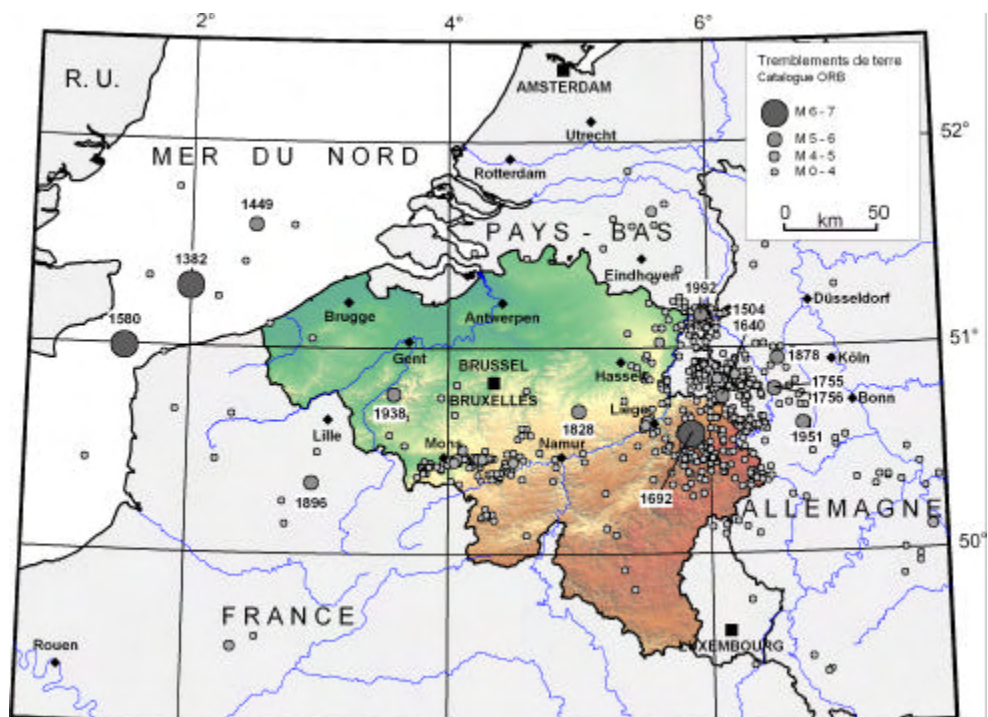 2°
4°
6°
R.U.
AMSTERDAM
Utrecht
Rotterdam
Tremblements de terre
Catalogue ORB
M 6 - 7
M 5 - 6
M 4 - 5
M 0 - 4
0 50
km
52°
MER DU NORD
1449
1382
1580
PAYS - BAS
Eindhoven
1992
1504
1640
Düsseldorf
Brugge
Antwerpen
Gent
BRUSSEL
BRUXELLES
Hasselt
51°
1878
Köln
1755
1756
Bonn
1951
1938
1828
Liege
Lille
Mons
Namur
1896
1692
ALLEMAGNE
50°
FRANCE
Rouen
LUXEMBOURG